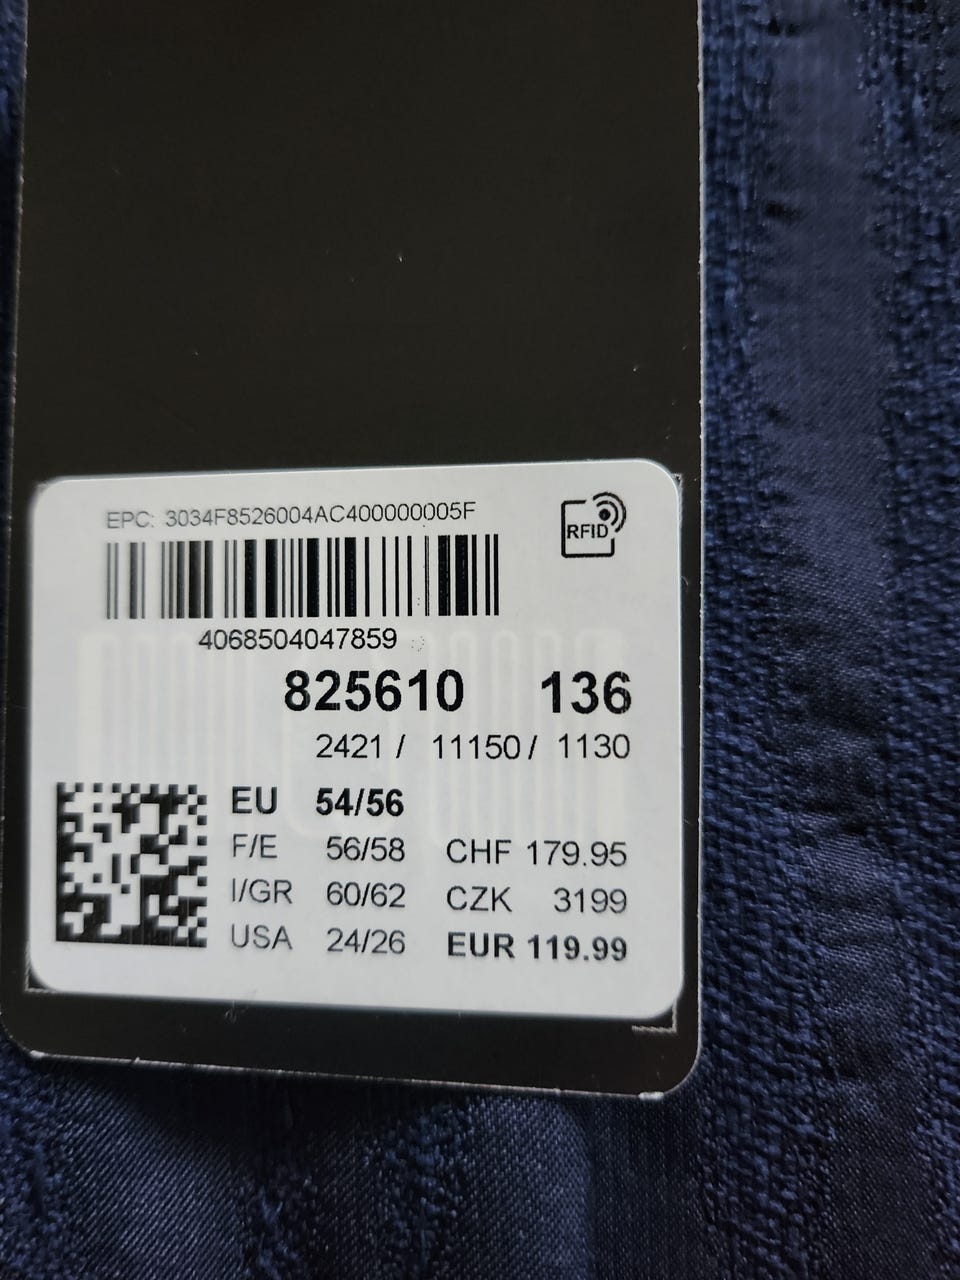 EPC: 3034F8526004AC400000005F
RFID
4068504047859
825610 136
2421 / 11150 / 1130
EU 54/56
F/E 56/58 CHF 179.95
I/GR 60/62 CZK 3199
USA 24/26 EUR 119.99